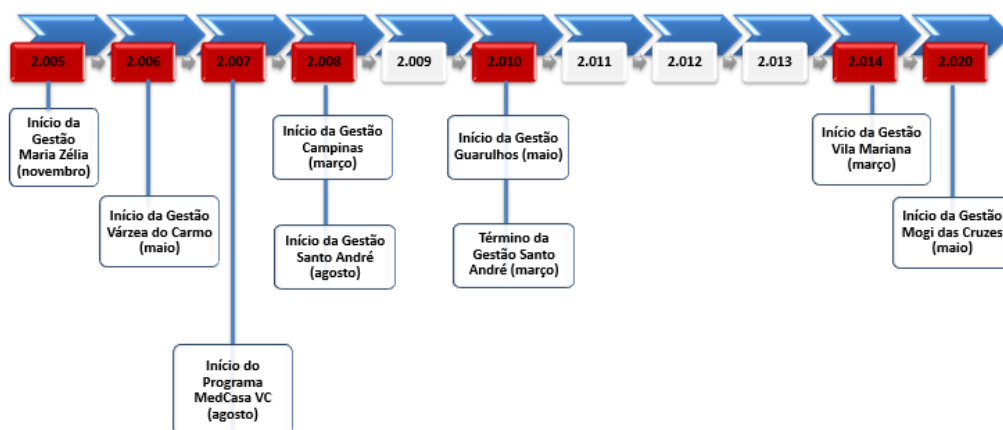 2.005
2.006
2.007
2.008
2.009
2.010
2.011
2.012
2.013
2.014
2.020
Início da
Gestão
Maria Zélia
(novembro)
Início da Gestão
Várzea do Carmo
(maio)
Início do
Programa
MedCasa VC
(agosto)
Início da Gestão
Campinas
(março)
Início da Gestão
Santo André
(agosto)
Início da Gestão
Guarulhos (maio)
Término da
Gestão Santo
André (março)
Início da Gestão
Vila Mariana
(março)
Início da Gestão
Mogi das Cruzes
(maio)